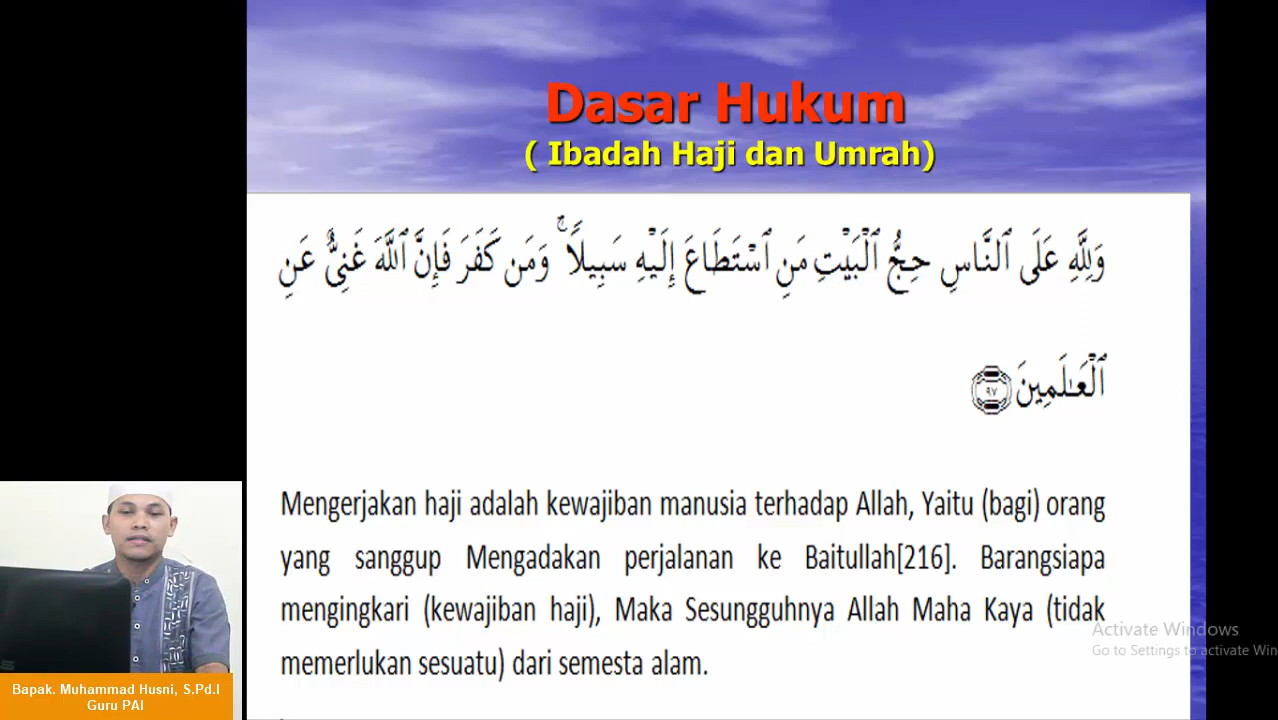 Dasar Hukum
( Ibadah Haji dan Umrah)
وَلِلَّهِ عَلَى ٱلنَّاسِ حِجُّ ٱلْبَيْتِ مَنِ ٱسْتَطَاعَ إِلَيْهِ سَبِيلًا ۚ وَمَن كَفَرَ فَإِنَّ ٱللَّهَ غَنِىٌّ عَنِ
ٱلْعَـٰلَمِينَ ٩٧
Mengerjakan haji adalah kewajiban manusia terhadap Allah, Yaitu (bagi) orang
yang sanggup Mengadakan perjalanan ke Baitullah[216]. Barangsiapa
mengingkari (kewajiban haji), Maka Sesungguhnya Allah Maha Kaya (tidak
memerlukan sesuatu) dari semesta alam.
Activate Windows
Go to Settings to activate Win
Bapak. Muhammad Husni, S.Pd.I
Guru PAI